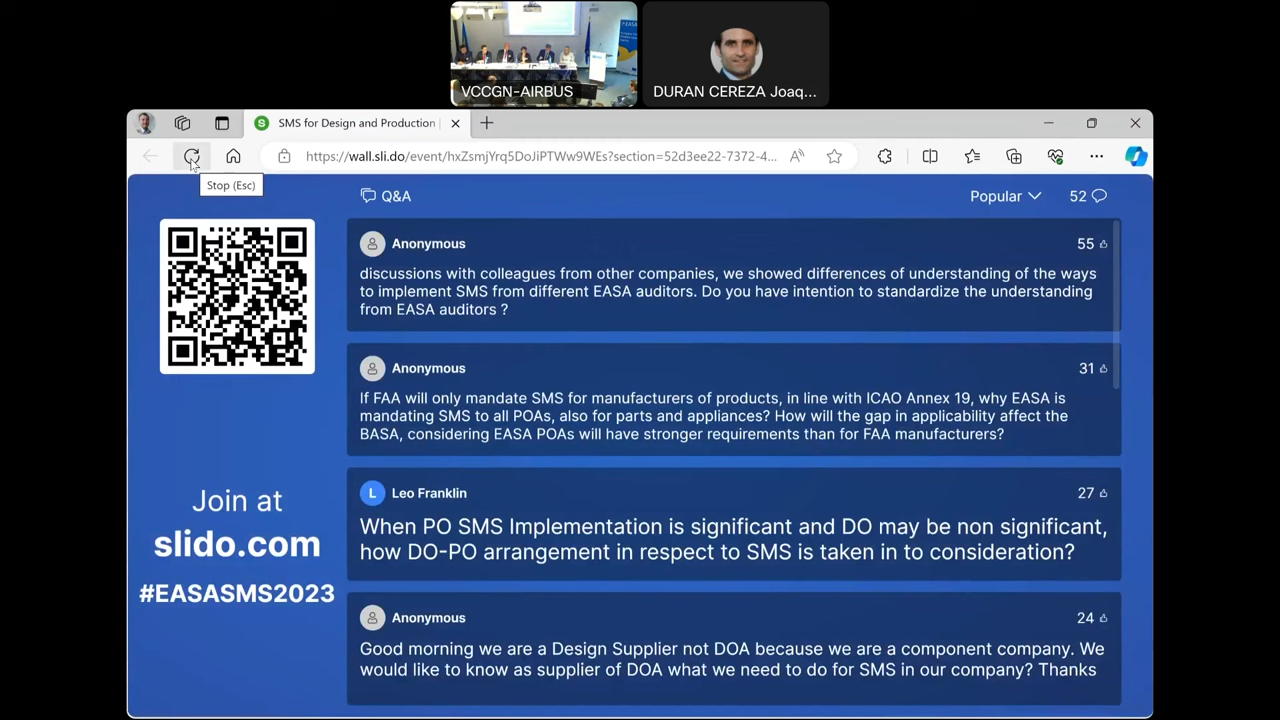 EASA
VCCGN-AIRBUS
DURAN CEREZA Joaq...
SMS for Design and Production
https://wall.sli.do/event/hxZsmjYrq5DoJiPTWw9WEs?section=52d3ee22-7372-4...
Stop (Esc)
Q&A
Popular
52
Anonymous
55
discussions with colleagues from other companies, we showed differences of understanding of the ways
to implement SMS from different EASA auditors. Do you have intention to standardize the understanding
from EASA auditors ?
Anonymous
31
If FAA will only mandate SMS for manufacturers of products, in line with ICAO Annex 19, why EASA is
mandating SMS to all POAs, also for parts and appliances? How will the gap in applicability affect the
BASA, considering EASA POAs will have stronger requirements than for FAA manufacturers?
L
Leo Franklin
27
When PO SMS Implementation is significant and DO may be non significant,
how DO-PO arrangement in respect to SMS is taken in to consideration?
Anonymous
24
Good morning we are a Design Supplier not DOA because we are a component company. We
would like to know as supplier of DOA what we need to do for SMS in our company? Thanks
Join at
slido.com
#EASASMS2023